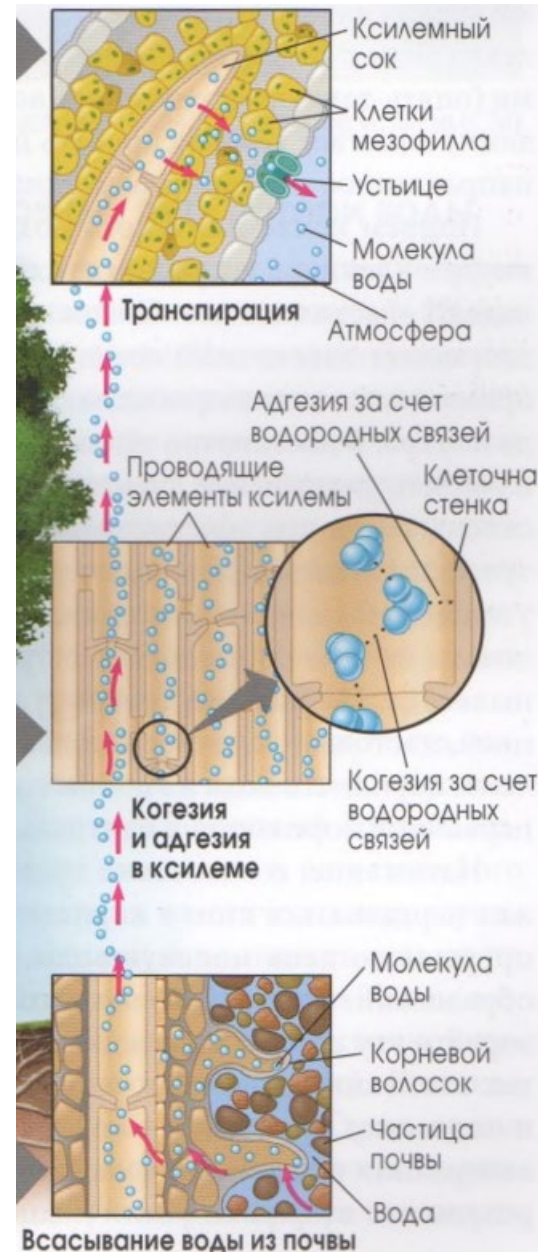 Ксилемный
сок
Клетки
мезофилла
Устьице
Молекула
воды
Транспирация
Атмосфера
Адгезия за счет
водородных связей
Проводящие
элементы ксилемы
Клеточна
стенка
Когезия за счет
водородных
связей
Когезия
и адгезия
в ксилеме
Молекула
воды
Корневой
волосок
Частица
почвы
Вода
Всасывание воды из почвы